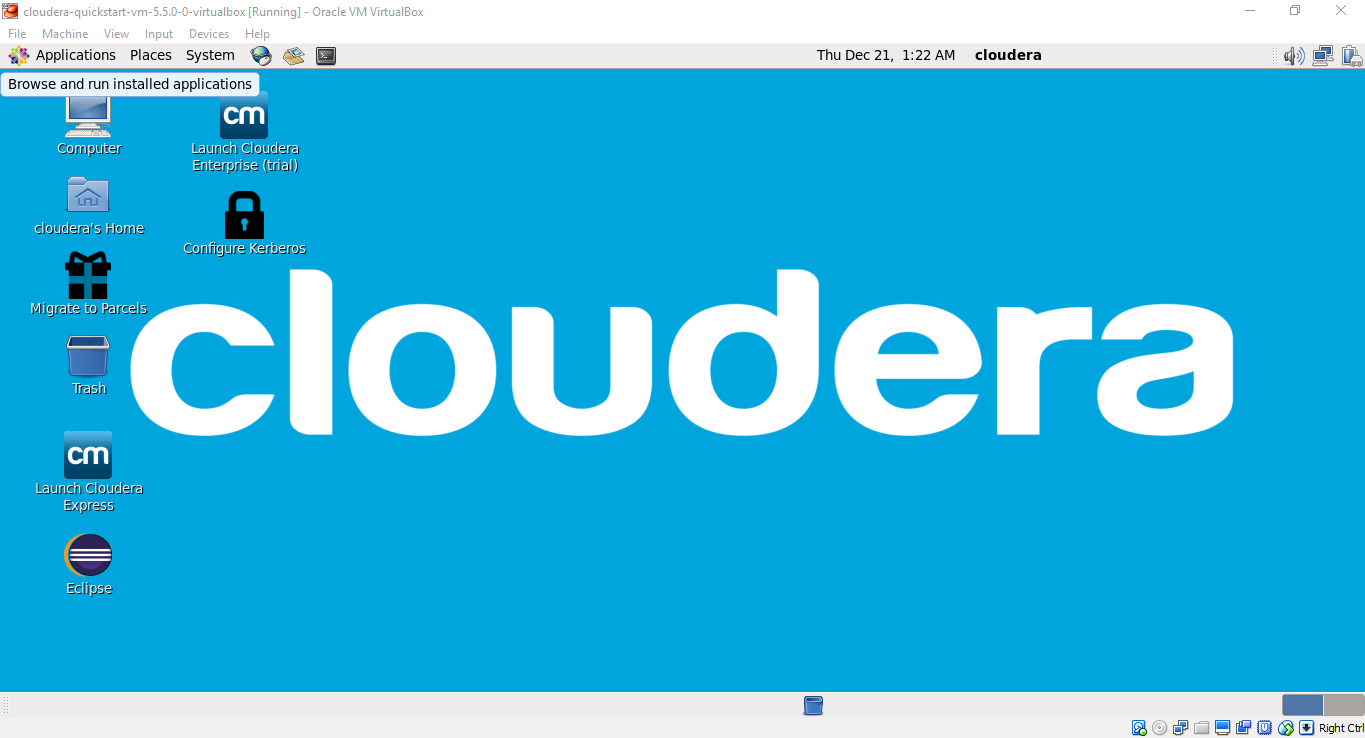 cloudera-quickstart-vm-5.5.0-0-virtualbox [Running] - Oracle VM VirtualBox
File Machine View Input Devices Help
Applications Places System Thu Dec 21, 1:22 AM cloudera
Browse and run installed applications
cm
Computer
Launch Cloudera
Enterprise (trial)
cloudera's Home
Configure Kerberos
Migrate to Parcels
cloudera
Trash
cm
Launch Cloudera
Express
Eclipse
Right Ctrl